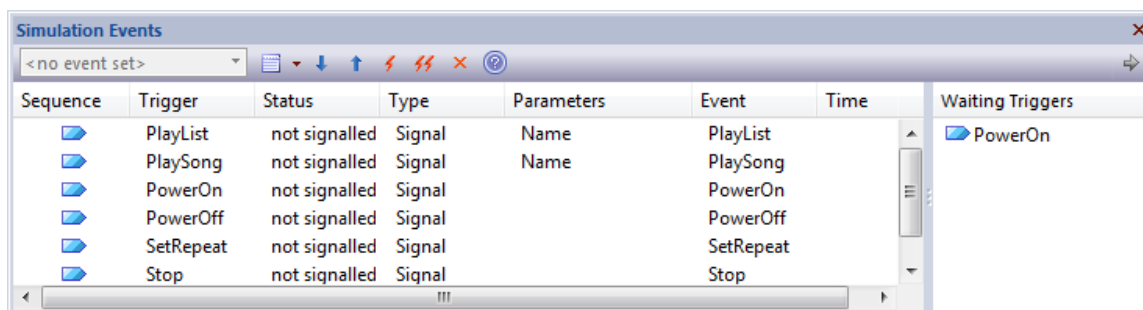 Simulation Events
<no event set>
Sequence Trigger Status Type Parameters Event Time Waiting Triggers
PlayList not signalled Signal Name PlayList PowerOn
PlaySong not signalled Signal Name PlaySong
PowerOn not signalled Signal PowerOn
PowerOff not signalled Signal PowerOff
SetRepeat not signalled Signal SetRepeat
Stop not signalled Signal Stop